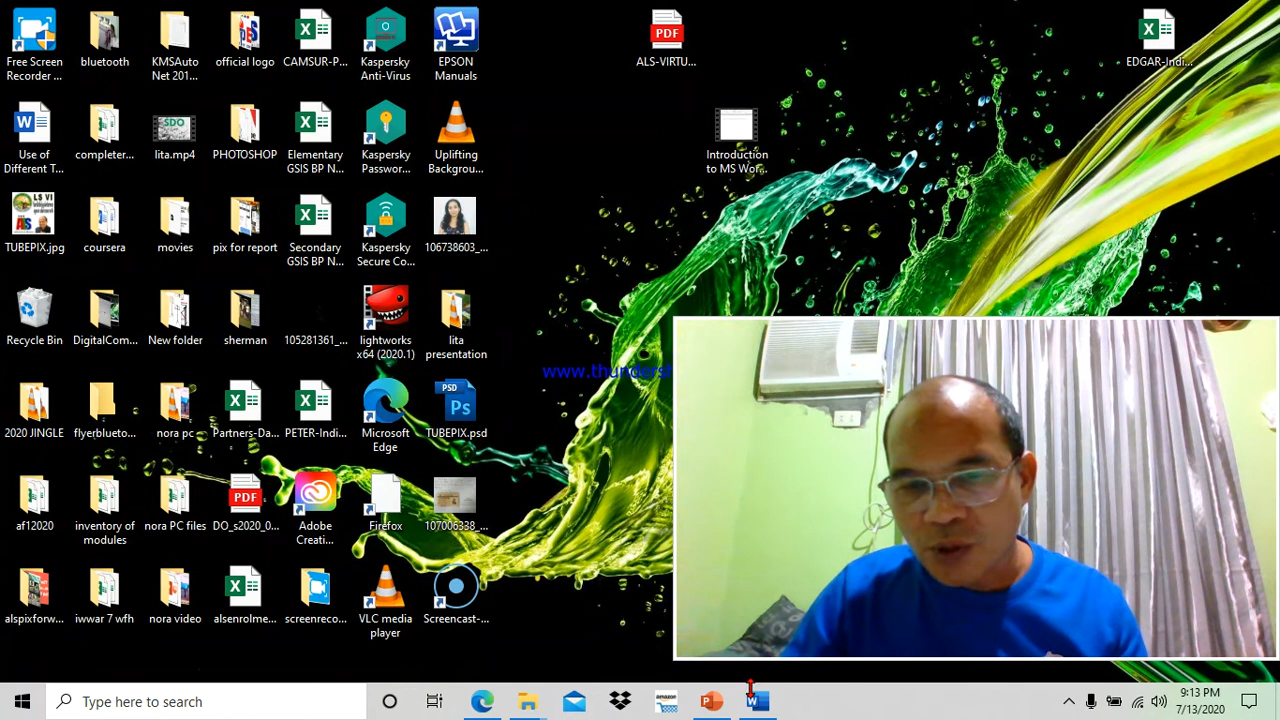 Free Screen Recorder ...
bluetooth
KMSAuto Net 201...
official logo
CAMSUR-P...
Kaspersky Anti-Virus
EPSON Manuals
PDF
ALS-VIRTU...
EDGAR-Indi...
Use of Different T...
completer...
SDO
lita.mp4
PHOTOSHOP
Elementary GSIS BP N...
Kaspersky Passwor...
Uplifting Backgrou...
Introduction to MS Wor...
LS VI
TUBEPIX.jpg
coursera
movies
pix for report
Secondary GSIS BP N...
Kaspersky Secure Co...
106738603_...
Recycle Bin
New folder
sherman
105281361_...
lightworks x64 (2020.1)
lita presentation
www.thundersh
2020 JINGLE
flyerblueto...
nora pc
Partners-Da...
PETER-Indi...
Microsoft Edge
PSD
Ps
TUBEPIX.psd
af12020
inventory of modules
nora PC files
PDF
DO_s2020_0...
Adobe Creati...
Firefox
107006338_...
alspixforw...
iwwar 7 wfh
nora video
alsenrolme...
screenreco...
VLC media player
Screencast-...
Type here to search
amazon
9:13 PM
7/13/2020